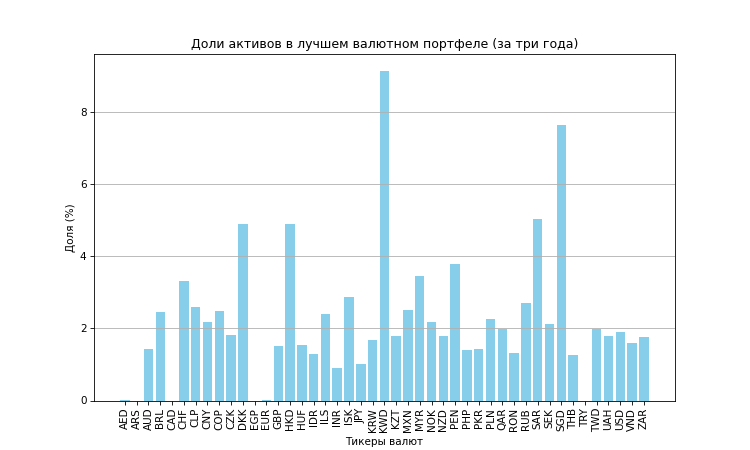 Доли активов в лучшем валютном портфеле (за три года)
Доля (%)
8
6
4
2
0
AED ARS AUD BRL CAD CHF CLP CNY COP CZK DKK EGP EUR GBP HKD HUF IDR ILS INR ISK JPY KRW KWD KZT MXN MYR NOK NZD PEN PHP PKR PLN QAR RON RUB SAR SEK SGD THB TRY TWD UAH USD VND ZAR
Тикеры валют